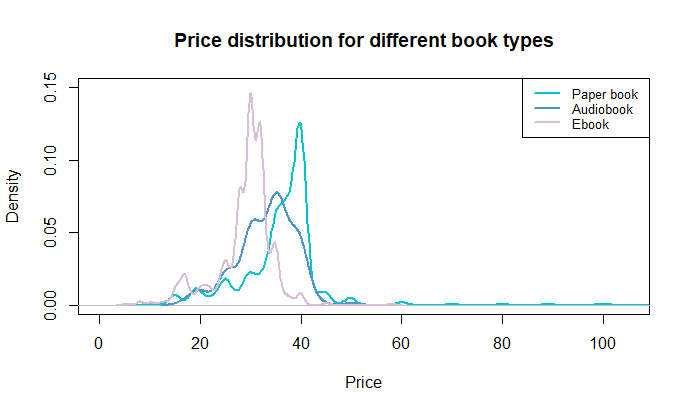 Price distribution for different book types
Paper book
Audiobook
Ebook
Density
0.15
0.10
0.05
0.00
0 20 40 60 80 100
Price